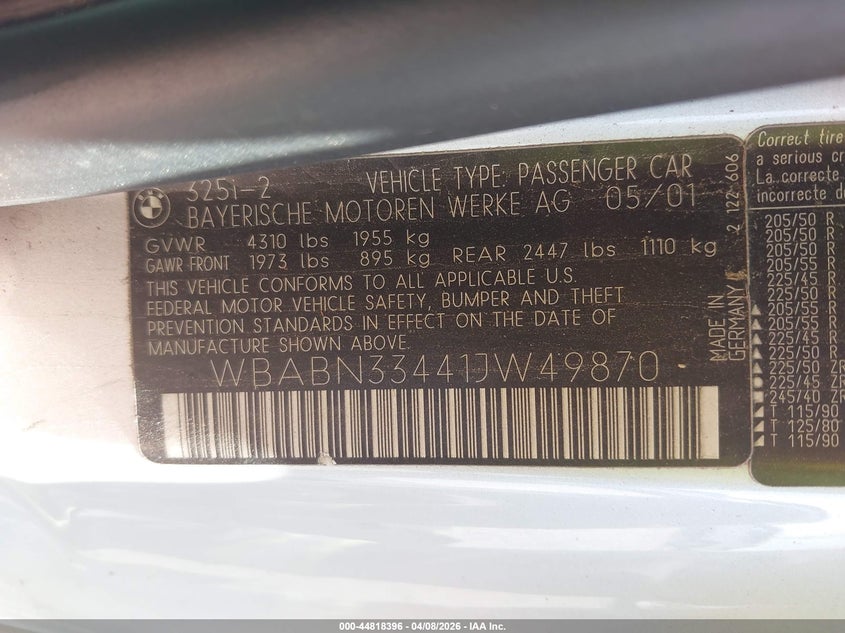 325i-2 VEHICLE TYPE: PASSENGER CAR
BAYERISCHE MOTOREN WERKE AG 05/01
GVWR 4310 lbs 1955 kg
GAWR FRONT 1973 lbs 895 kg REAR 2447 lbs 1110 kg
THIS VEHICLE CONFORMS TO ALL APPLICABLE U.S.
FEDERAL MOTOR VEHICLE SAFETY, BUMPER AND THEFT
PREVENTION STANDARDS IN EFFECT ON THE DATE OF
MANUFACTURE SHOWN ABOVE.
WBABN33441JW49870
MADE IN
GERMANY
2 122 606
Correct tire
a serious cr
La correcte
incorrecte d
205/50 R
205/50 R
205/50 R
205/55 R
225/45 R
225/50 R
205/55 R
205/55 R
225/45 R
225/50 R
225/50 ZR
225/45 ZR
245/40 ZR
T 115/90
T 125/80
T 115/90
000-44818396 - 04/08/2026 - IAA Inc.